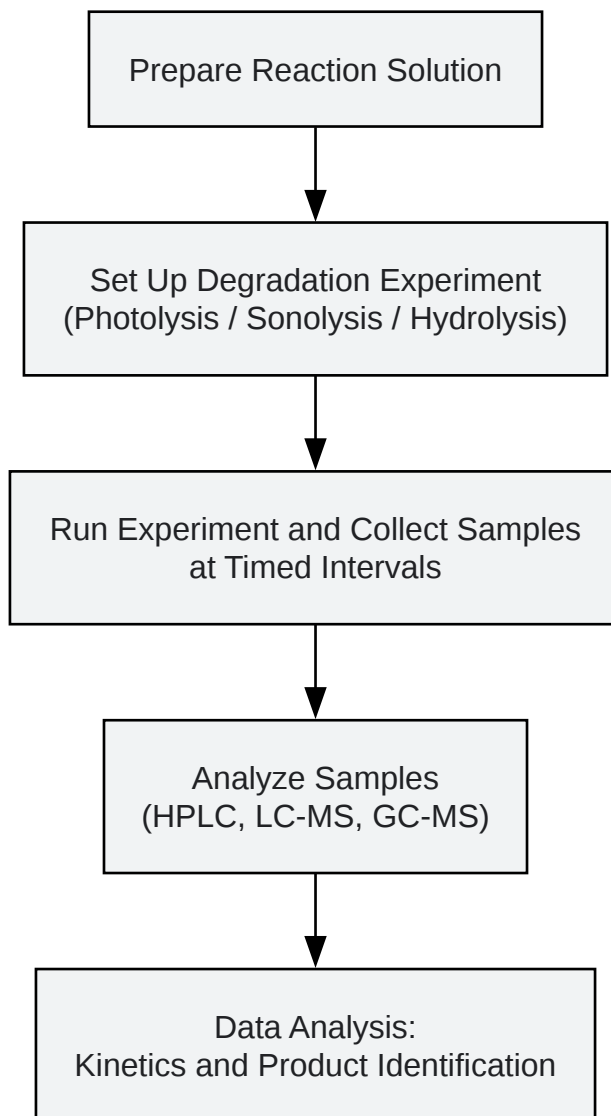 Prepare Reaction Solution
Set Up Degradation Experiment
(Photolysis / Sonolysis / Hydrolysis)
Run Experiment and Collect Samples
at Timed Intervals
Analyze Samples
(HPLC, LC-MS, GC-MS)
Data Analysis:
Kinetics and Product Identification